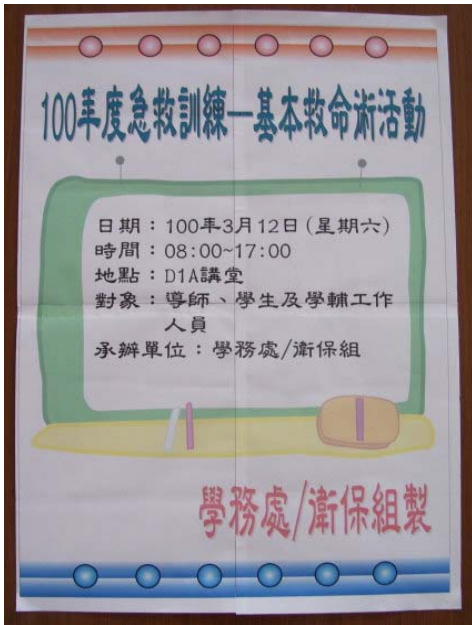 100年度急救訓練—基本救命術活動
日期：100年3月12日(星期六)
時間：08:00~17:00
地點：D1A講堂
對象：導師、學生及學輔工作
人員
承辦單位：學務處/衛保組
學務處/衛保組製